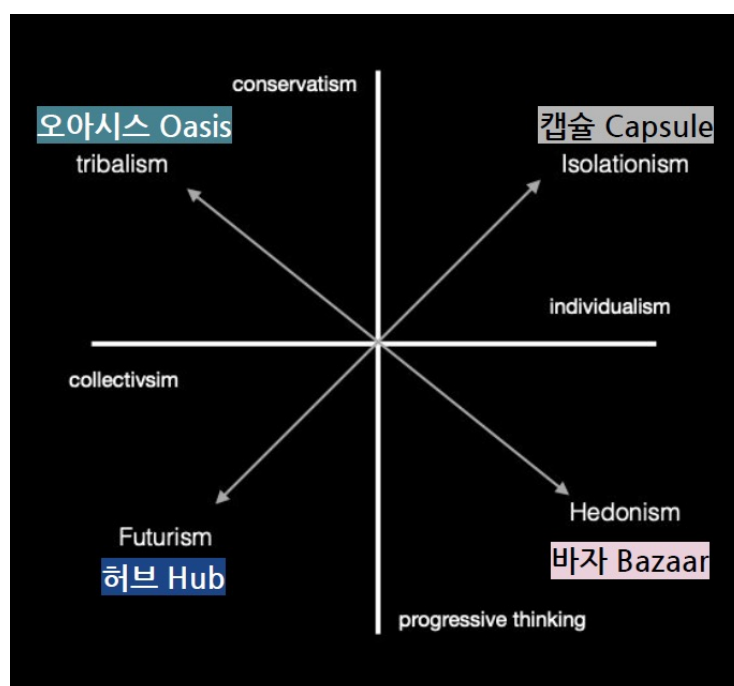 conservatism
오아시스 Oasis
캡슐 Capsule
tribalism
Isolationism
individualism
collectivsim
Hedonism
Futurism
바자 Bazaar
허브 Hub
progressive thinking